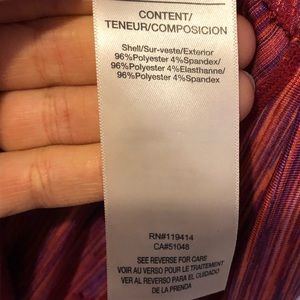 CONTENT/
TENEUR/COMPOSICION
Shell/Sur-veste/Exterior
96%Polyester 4%Spandex/
96%Polyester 4%Elasthanne/
96%Polyester 4%Spandex
RN#119414
CA#51048
SEE REVERSE FOR CARE
VOIR AU VERSO POUR LE TRAITEMENT
VER AL REVERSO PARA EL CUIDADO
DE LA PRENDA